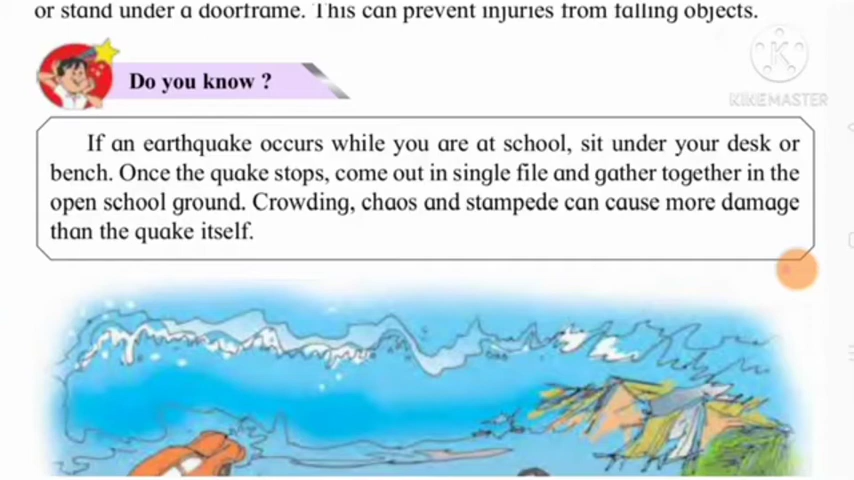 or stand under a doorframe. This can prevent injuries from falling objects.
KINEMASTER
Do you know ?
If an earthquake occurs while you are at school, sit under your desk or
bench. Once the quake stops, come out in single file and gather together in the
open school ground. Crowding, chaos and stampede can cause more damage
than the quake itself.